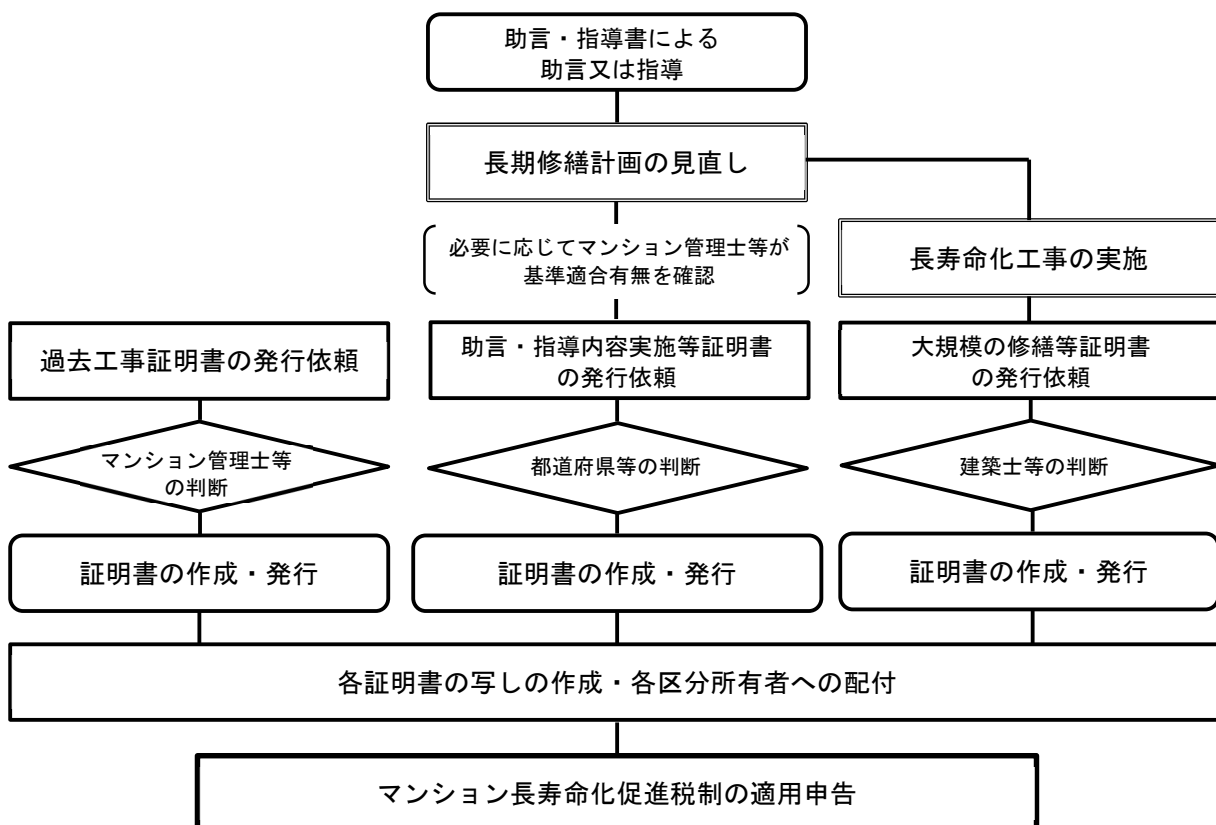 助言・指導書による
助言又は指導
長期修繕計画の見直し
必要に応じてマンション管理士等が
基準適合有無を確認
長寿命化工事の実施
過去工事証明書の発行依頼
助言・指導内容実施等証明書
の発行依頼
大規模の修繕等証明書
の発行依頼
マンション管理士等
の判断
都道府県等の判断
建築士等の判断
証明書の作成・発行
証明書の作成・発行
証明書の作成・発行
各証明書の写しの作成・各区分所有者への配付
マンション長寿命化促進税制の適用申告